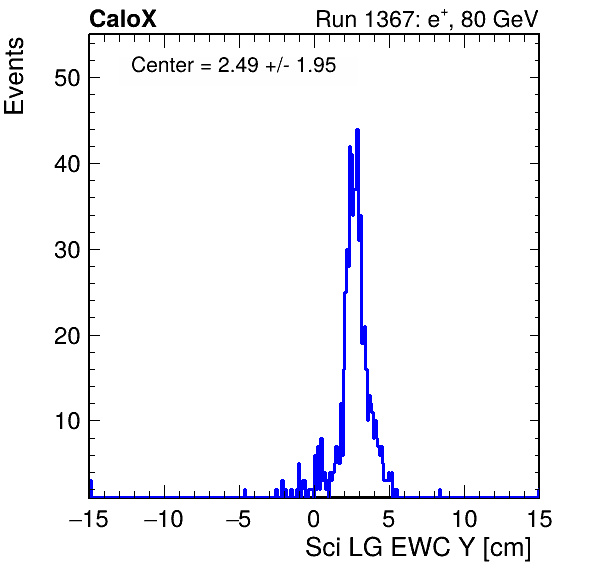 CaloX Run 1367: e⁺, 80 GeV
Events
Center = 2.49 +/- 1.95
50
40
30
20
10
−15 −10 −5 0 5 10 15
Sci LG EWC Y [cm]